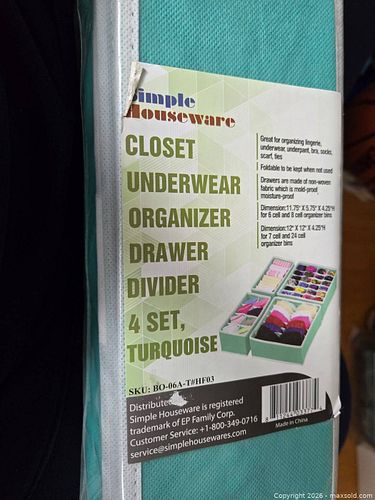 Simple
Houseware
CLOSET
UNDERWEAR
ORGANIZER
DRAWER
DIVIDER
4 SET,
TURQUOISE
Great for organizing lingerie,
underwear, underpant, bra, socks,
scarf, ties
Foldable to be kept when not used
Drawers are made of non-woven
fabric which is mold-proof,
moisture-proof
Dimension:11.75" X 5.75" X 4.25"H
for 6 cell and 8 cell organizer bins
Dimension:12" X 12" X 4.25"H
for 7 cell and 24 cell
organizer bins
SKU: BO-06A-T#HF03
Distribute
Simple Houseware is registered
trademark of EP Family Corp.
Customer Service: +1-800-349-0716
service@simplehousewares.com
Made in China
Copyright 2026 - maxsold.com